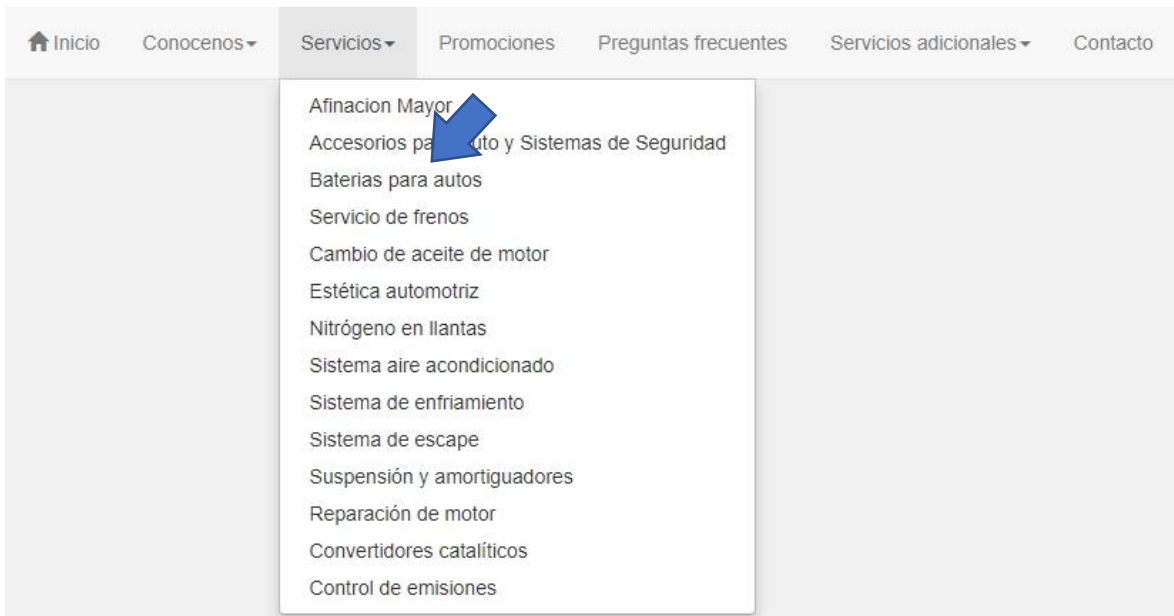 Inicio Conocenos Servicios Promociones Preguntas frecuentes Servicios adicionales Contacto
Afinacion Mayor
Accesorios pa uto y Sistemas de Seguridad
Baterias para autos
Servicio de frenos
Cambio de aceite de motor
Estética automotriz
Nitrógeno en llantas
Sistema aire acondicionado
Sistema de enfriamiento
Sistema de escape
Suspensión y amortiguadores
Reparación de motor
Convertidores catalíticos
Control de emisiones